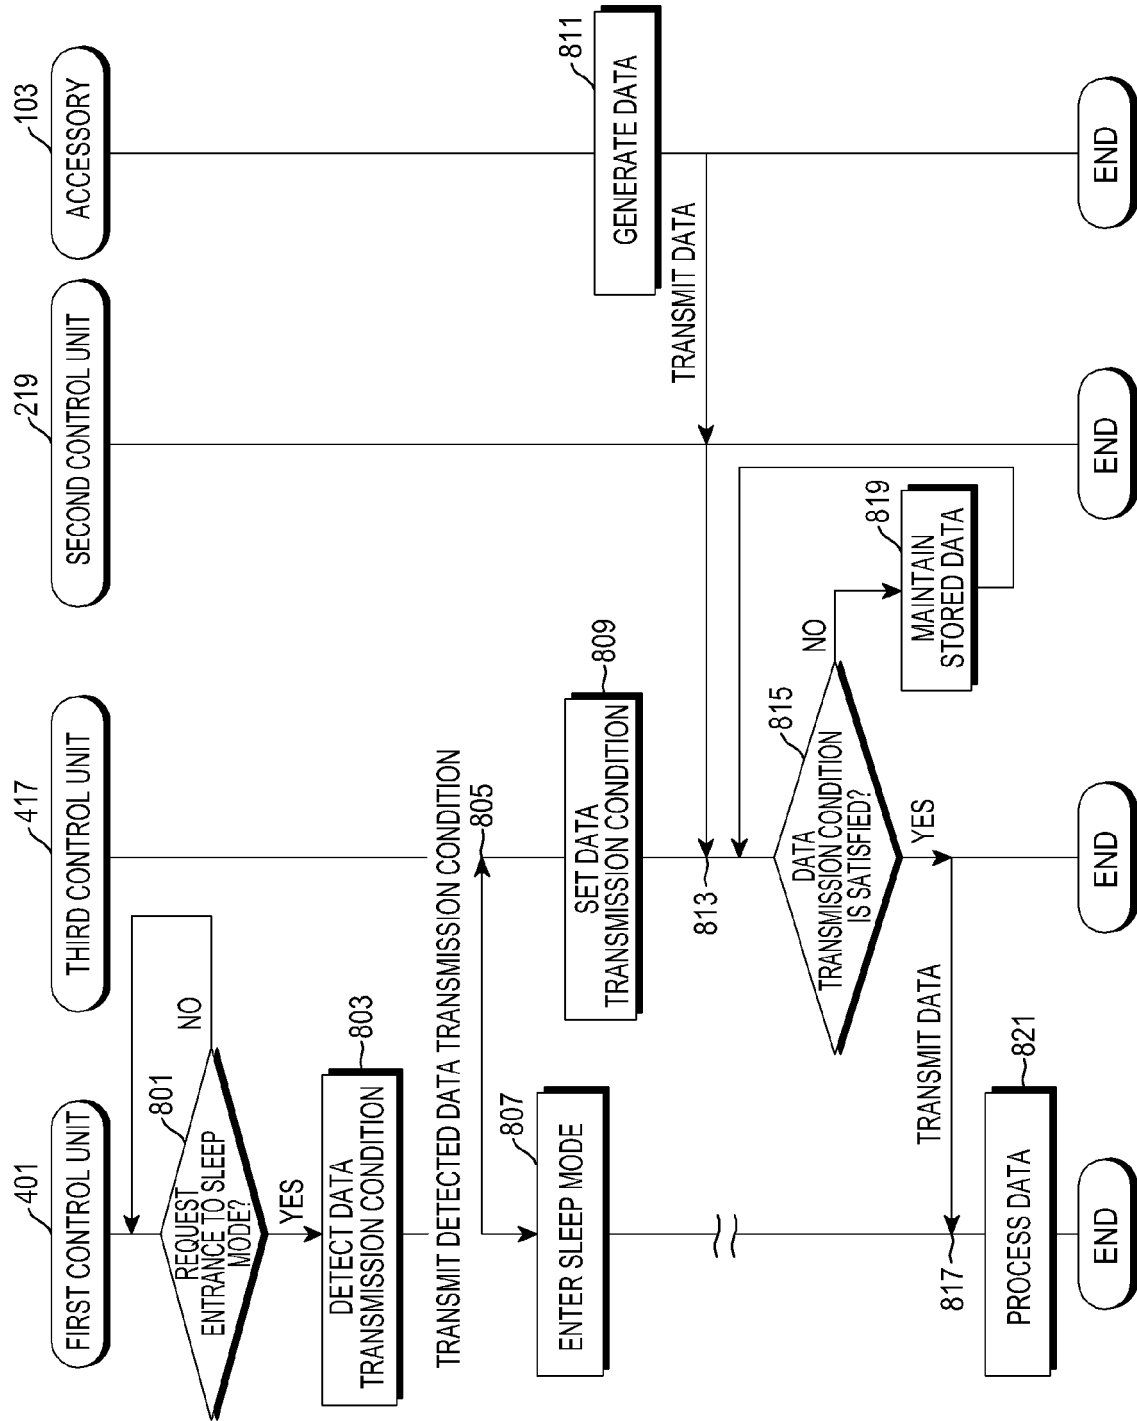 401
FIRST CONTROL UNIT
417
THIRD CONTROL UNIT
219
SECOND CONTROL UNIT
103
ACCESSORY
801
REQUEST
ENTRANCE TO SLEEP
MODE?
NO
YES
803
DETECT DATA
TRANSMISSION CONDITION
TRANSMIT DETECTED DATA TRANSMISSION CONDITION
805
807
ENTER SLEEP MODE
809
SET DATA
TRANSMISSION CONDITION
811
GENERATE DATA
TRANSMIT DATA
813
815
DATA
TRANSMISSION CONDITION
IS SATISFIED?
NO
819
MAINTAIN
STORED DATA
YES
TRANSMIT DATA
817
821
PROCESS DATA
END
END
END
END